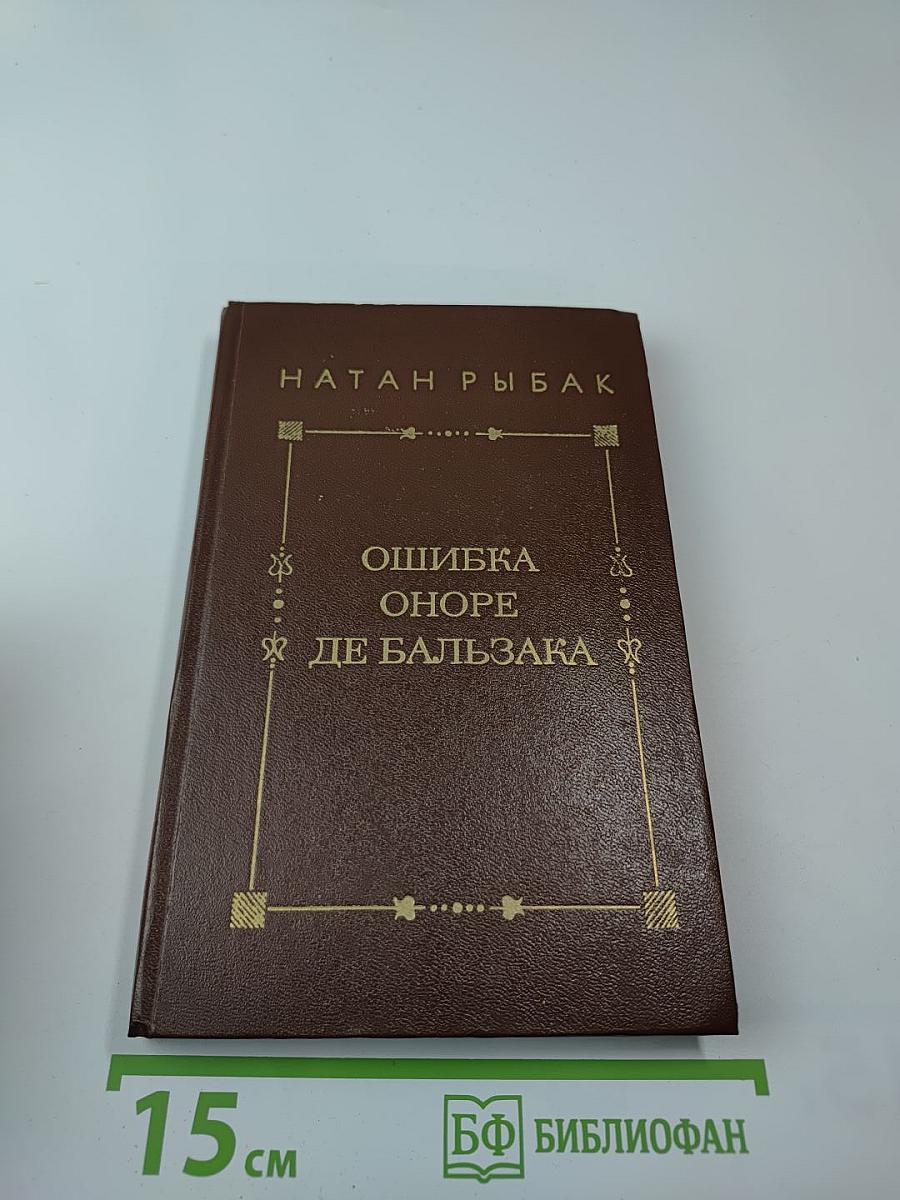 НАТАН РЫБАК
ОШИБКА
ОНОРЕ
ДЕ БАЛЬЗАКА
15 см
БФ БИБЛИОФАН